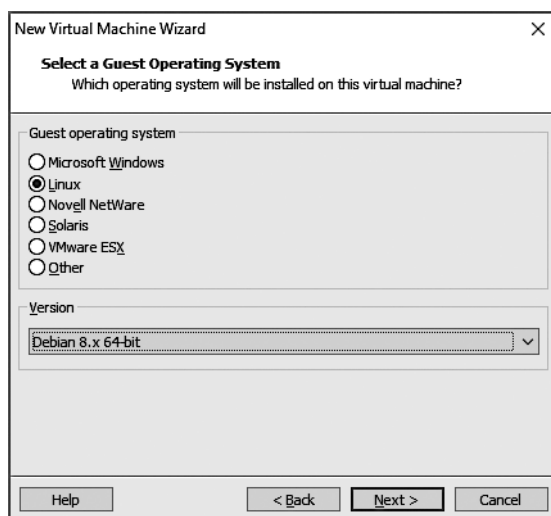 New Virtual Machine Wizard
Select a Guest Operating System
Which operating system will be installed on this virtual machine?
Guest operating system
Microsoft Windows
Linux
Novell NetWare
Solaris
VMware ESX
Other
Version
Debian 8.x 64-bit
Help
< Back
Next >
Cancel